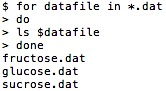 $ for datafile in *.dat
> do
> ls $datafile
> done
fructose.dat
glucose.dat
sucrose.dat